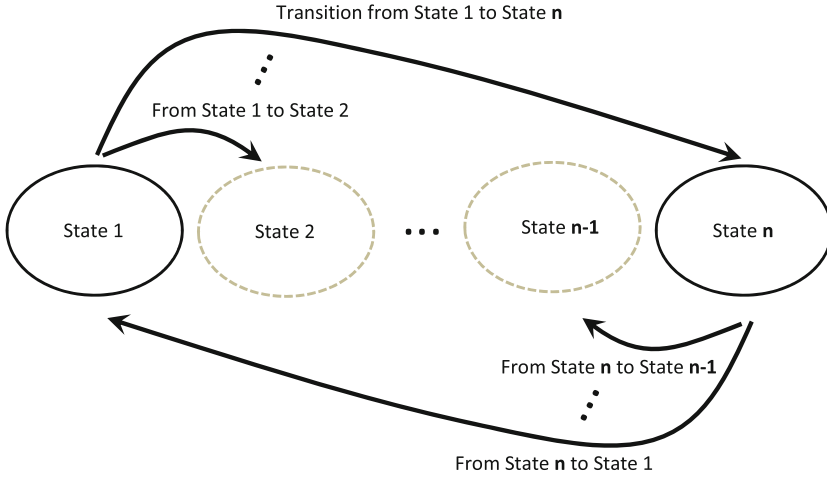 Transition from State 1 to State n
From State 1 to State 2
State 1
State 2
...
State n-1
State n
From State n to State n-1
From State n to State 1